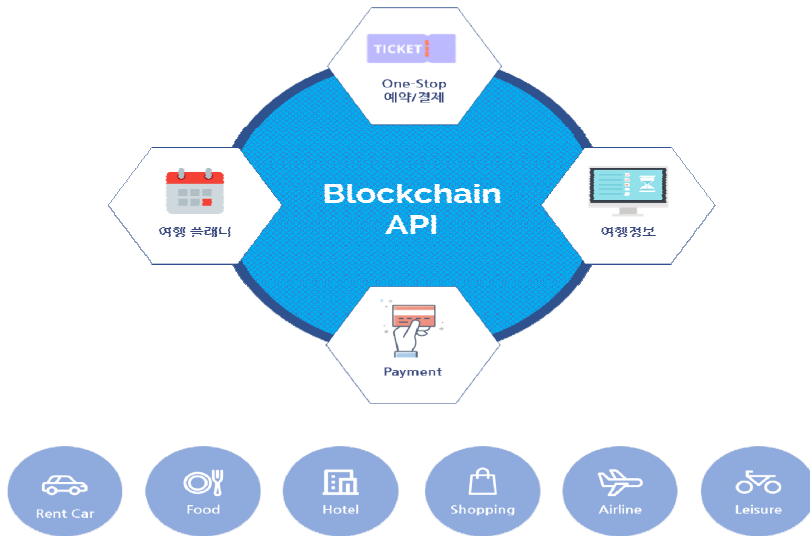 TICKET
One-Stop
예약/결제
Blockchain
API
여행 플래너
여행정보
Payment
Rent Car
Food
Hotel
Shopping
Airline
Leisure